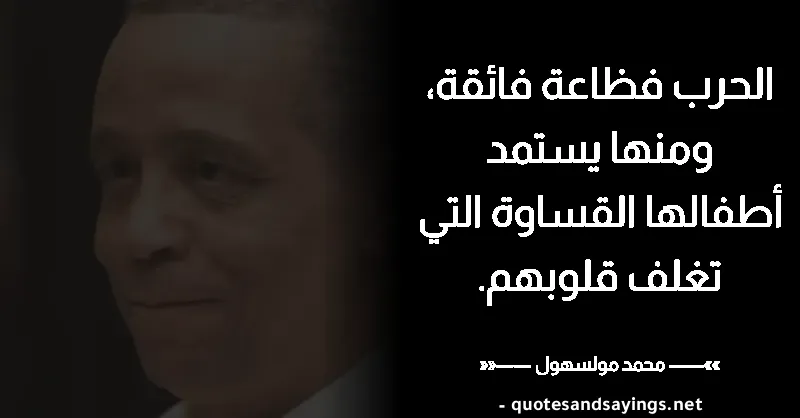 الحرب فظاعة فائقة،
ومنها يستمد
أطفالها القساوة التي
تغلف قلوبهم.
»—— محمد مولسهول ——««
- quotesandsayings.net